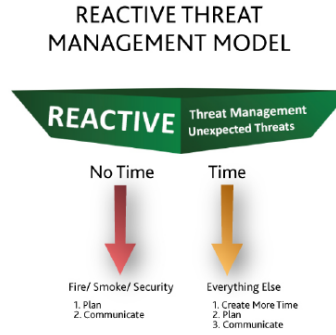 REACTIVE THREAT
MANAGEMENT MODEL
REACTIVE
Threat Management
Unexpected Threats
No Time
Time
Fire/ Smoke/ Security
1. Plan
2. Communicate
Everything Else
1. Create More Time
2. Plan
3. Communicate